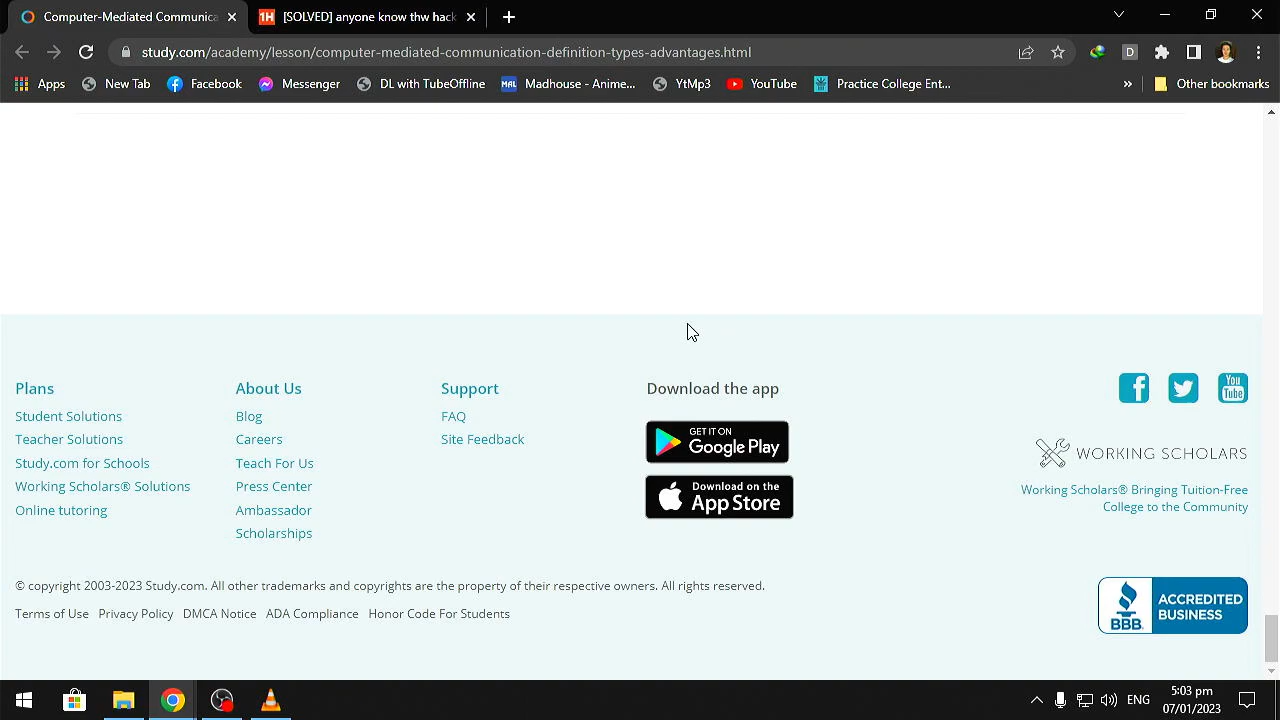 Computer-Mediated Communica
[SOLVED] anyone know thw hack
study.com/academy/lesson/computer-mediated-communication-definition-types-advantages.html
Apps
New Tab
Facebook
Messenger
DL with TubeOffline
Madhouse - Anime...
YtMp3
YouTube
Practice College Ent...
»
Other bookmarks
Plans
Student Solutions
Teacher Solutions
Study.com for Schools
Working Scholars® Solutions
Online tutoring
About Us
Blog
Careers
Teach For Us
Press Center
Ambassador
Scholarships
Support
FAQ
Site Feedback
Download the app
GET IT ON
Google Play
Download on the
App Store
You
Tube
WORKING SCHOLARS
Working Scholars® Bringing Tuition-Free
College to the Community
© copyright 2003-2023 Study.com. All other trademarks and copyrights are the property of their respective owners. All rights reserved.
Terms of Use Privacy Policy DMCA Notice ADA Compliance Honor Code For Students
BBB.
ACCREDITED
BUSINESS
ENG
5:03 pm
07/01/2023